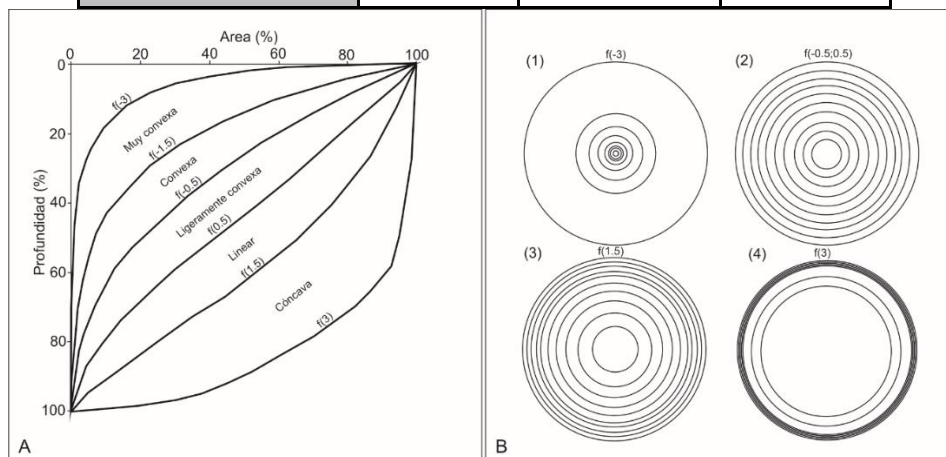 Area (%)
0 20 40 60 80 100
0
20
40
60
80
100
Profundidad (%)
f(-3)
Muy convexa
f(-1.5)
Convexa
f(-0.5)
Ligeramente convexa
f(0.5)
Linear
f(1.5)
Cóncava
f(3)
A
(1) f(-3)
(2) f(-0.5;0.5)
(3) f(1.5)
(4) f(3)
B